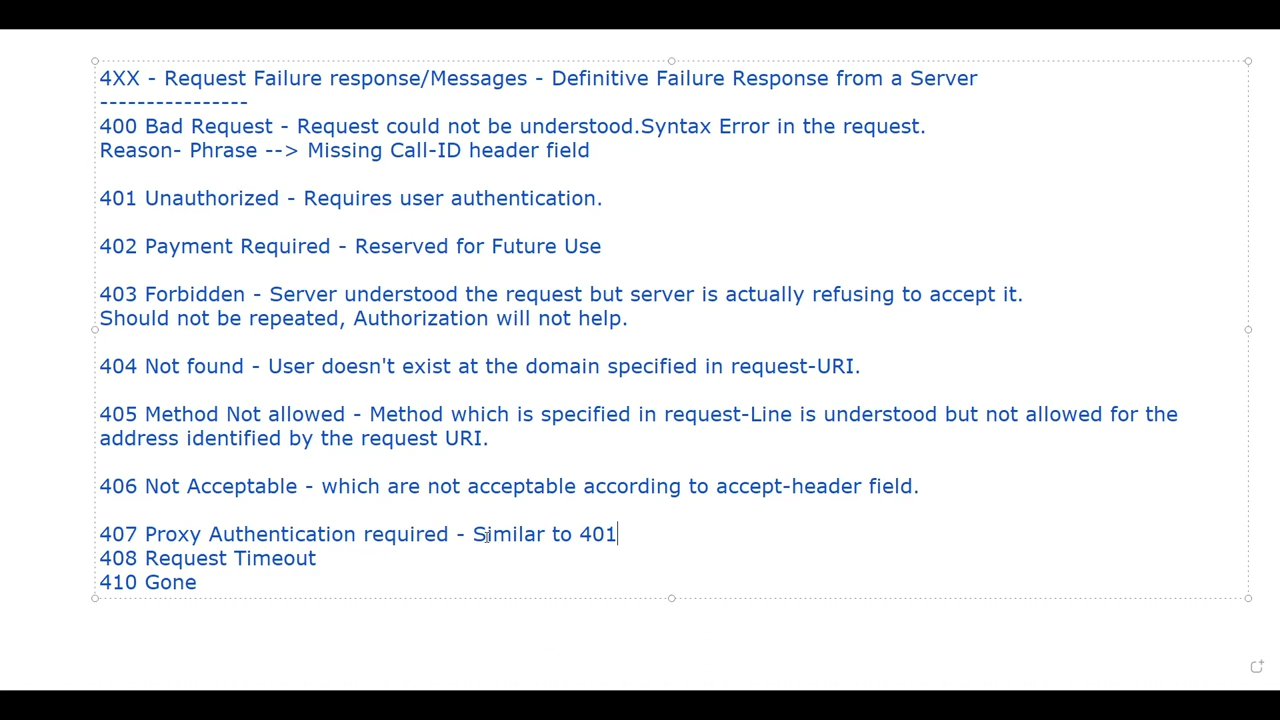 4XX - Request Failure response/Messages - Definitive Failure Response from a Server
----------------
400 Bad Request - Request could not be understood.Syntax Error in the request.
Reason- Phrase --> Missing Call-ID header field
401 Unauthorized - Requires user authentication.
402 Payment Required - Reserved for Future Use
403 Forbidden - Server understood the request but server is actually refusing to accept it.
Should not be repeated, Authorization will not help.
404 Not found - User doesn't exist at the domain specified in request-URI.
405 Method Not allowed - Method which is specified in request-Line is understood but not allowed for the
address identified by the request URI.
406 Not Acceptable - which are not acceptable according to accept-header field.
407 Proxy Authentication required - Similar to 401
408 Request Timeout
410 Gone